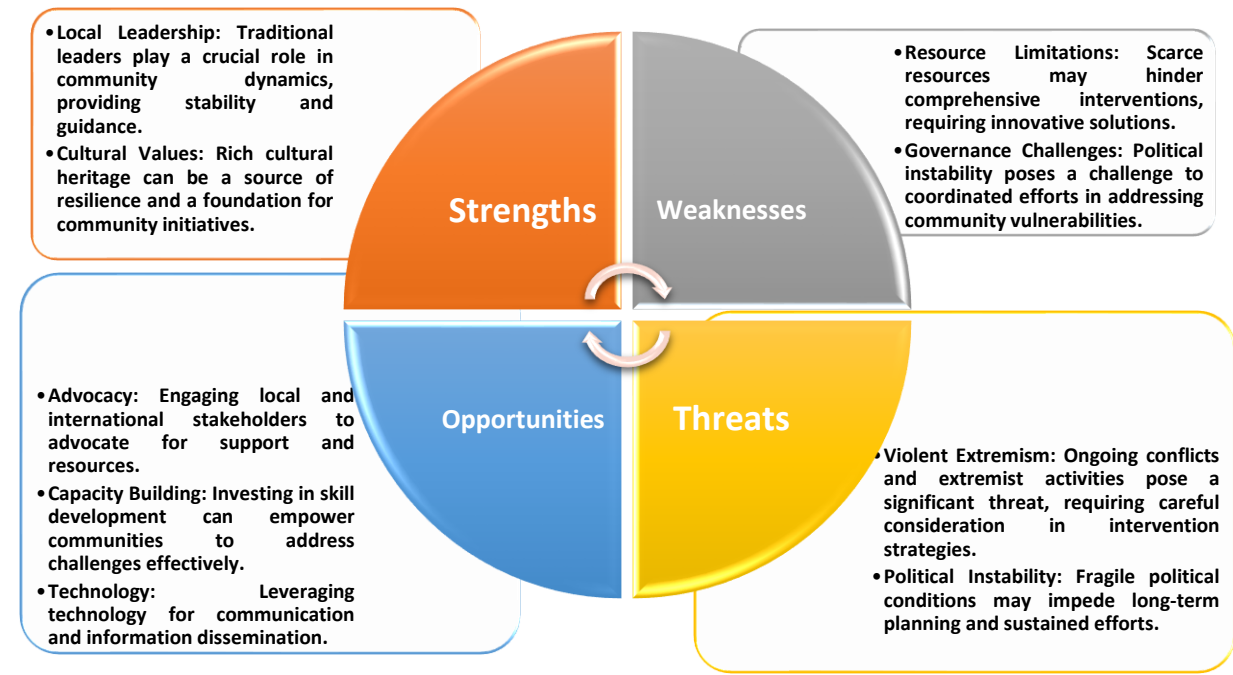 • Local Leadership: Traditional
leaders play a crucial role in
community dynamics,
providing stability and
guidance.
• Cultural Values: Rich cultural
heritage can be a source of
resilience and a foundation for
community initiatives.
Strengths
Weaknesses
• Resource Limitations: Scarce
resources may hinder
comprehensive interventions,
requiring innovative solutions.
• Governance Challenges: Political
instability poses a challenge to
coordinated efforts in addressing
community vulnerabilities.
• Advocacy: Engaging local and
international stakeholders to
advocate for support and
resources.
• Capacity Building: Investing in skill
development can empower
communities to address
challenges effectively.
• Technology: Leveraging
technology for communication
and information dissemination.
Opportunities
Threats
• Violent Extremism: Ongoing conflicts
and extremist activities pose a
significant threat, requiring careful
consideration in intervention
strategies.
• Political Instability: Fragile political
conditions may impede long-term
planning and sustained efforts.